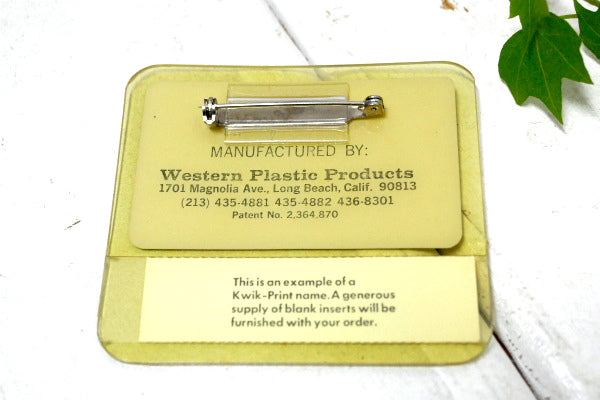 MANUFACTURED BY:
Western Plastic Products
1701 Magnolia Ave., Long Beach, Calif. 90813
(213) 435-4881 435-4882 436-8301
Patent No. 2,364,870
This is an example of a
Kwik-Print name. A generous
supply of blank inserts will be
furnished with your order.